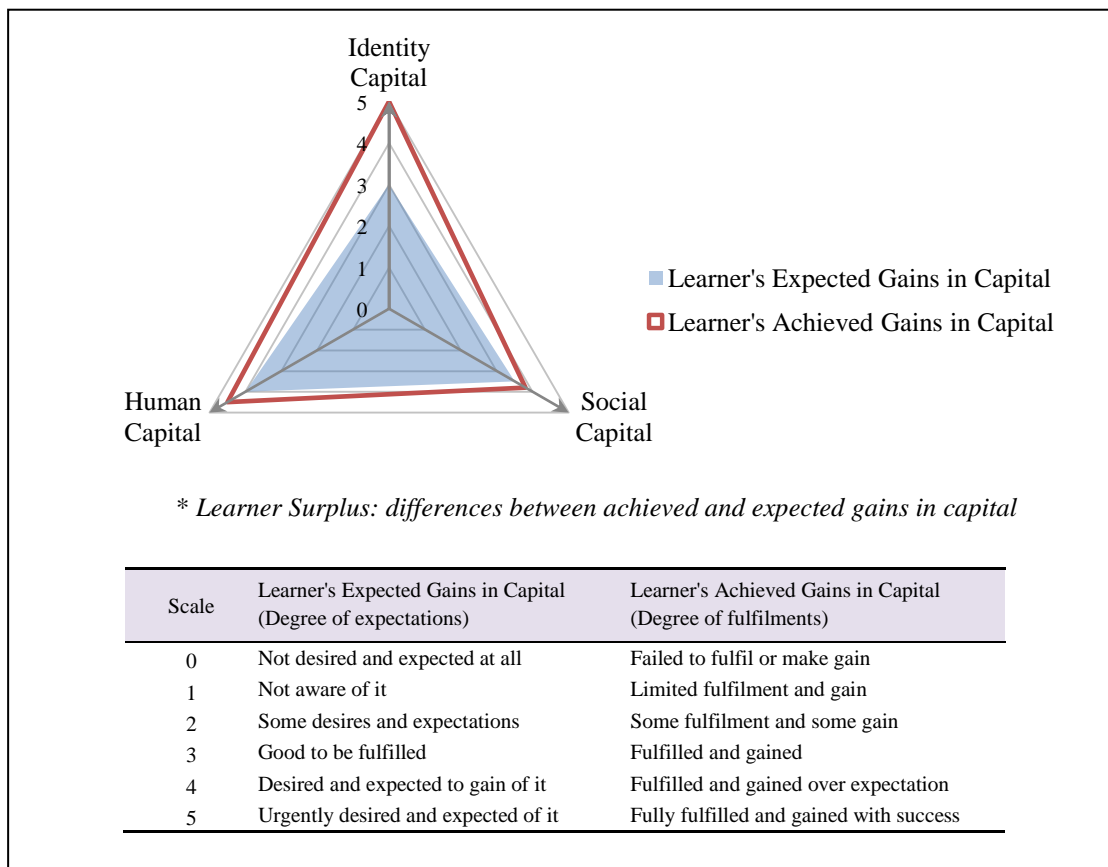 Identity
Capital
5
4
3
2
1
0
Human
Capital
Social
Capital
Learner's Expected Gains in Capital
Learner's Achieved Gains in Capital
* Learner Surplus: differences between achieved and expected gains in capital
Scale
Learner's Expected Gains in Capital
(Degree of expectations)
Learner's Achieved Gains in Capital
(Degree of fulfilments)
0 Not desired and expected at all Failed to fulfil or make gain
1 Not aware of it Limited fulfilment and gain
2 Some desires and expectations Some fulfilment and some gain
3 Good to be fulfilled Fulfilled and gained
4 Desired and expected to gain of it Fulfilled and gained over expectation
5 Urgently desired and expected of it Fully fulfilled and gained with success